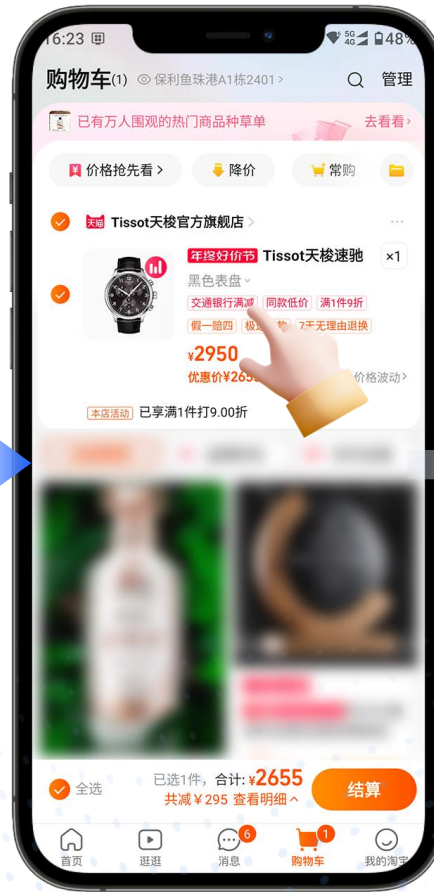 16:23 5G 4G 48%
购物车(1) 保利鱼珠港A1栋2401>
管理
已有万人围观的热门商品种草单 去看看>
价格抢先看> 降价 常购
天猫 Tissot天梭官方旗舰店>
年终好价节 Tissot天梭速驰 ×1
黑色表盘
交通银行满减 同款低价 满1件9折
假一赔四 7天无理由退换
¥2950
优惠价¥265 价格波动>
本店活动 已享满1件打9.00折
全选 已选1件，合计:¥2655 结算
共减¥295 查看明细
6 1
首页 逛逛 消息 购物车 我的淘宝